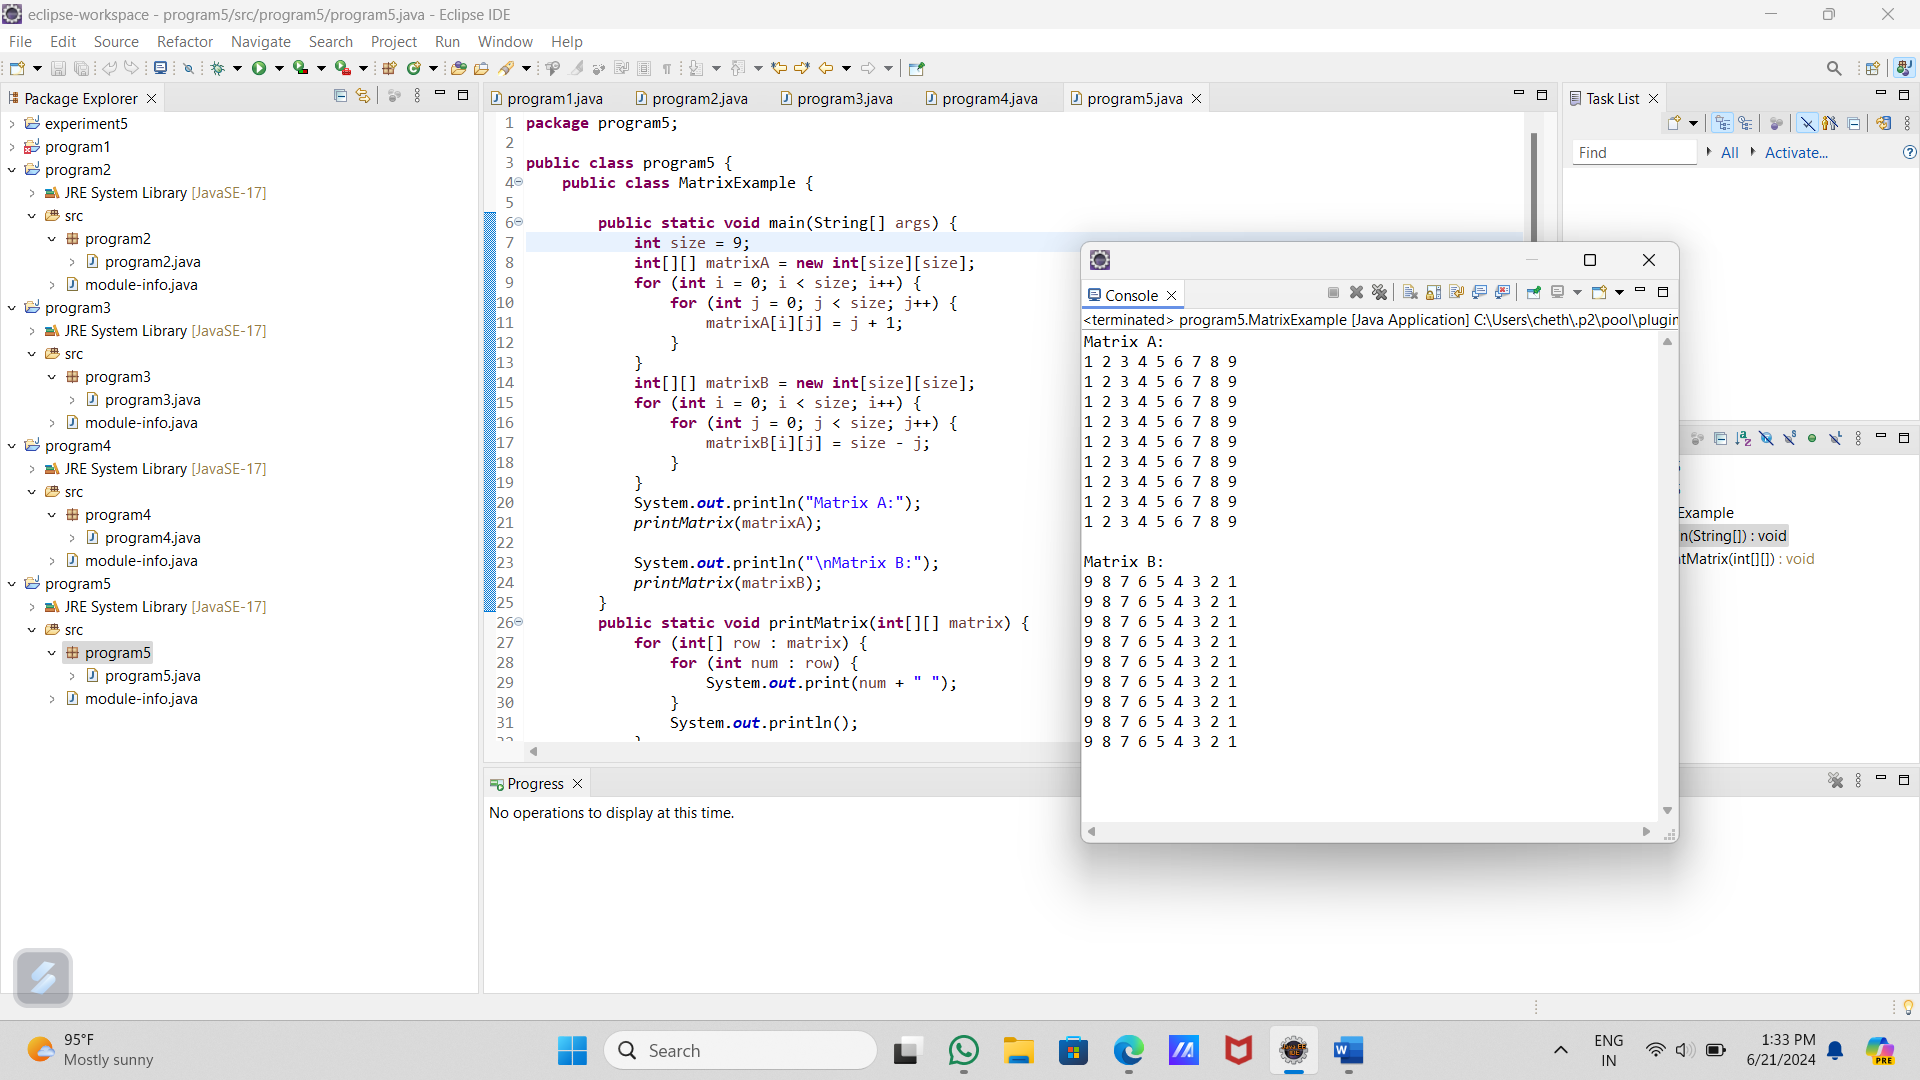 eclipse-workspace - program5/src/program5/program5.java - Eclipse IDE
File Edit Source Refactor Navigate Search Project Run Window Help
Package Explorer
experiment5
program1
program2
JRE System Library [JavaSE-17]
src
program2
program2.java
module-info.java
program3
JRE System Library [JavaSE-17]
src
program3
program3.java
module-info.java
program4
JRE System Library [JavaSE-17]
src
program4
program4.java
module-info.java
program5
JRE System Library [JavaSE-17]
src
program5
program5.java
module-info.java
program1.java program2.java program3.java program4.java program5.java
1 package program5;
2
3 public class program5 {
4 public class MatrixExample {
5
6 public static void main(String[] args) {
7 int size = 9;
8 int[][] matrixA = new int[size][size];
9 for (int i = 0; i < size; i++) {
10 for (int j = 0; j < size; j++) {
11 matrixA[i][j] = j + 1;
12 }
13 }
14 int[][] matrixB = new int[size][size];
15 for (int i = 0; i < size; i++) {
16 for (int j = 0; j < size; j++) {
17 matrixB[i][j] = size - j;
18 }
19 }
20 System.out.println("Matrix A:");
21 printMatrix(matrixA);
22
23 System.out.println("\nMatrix B:");
24 printMatrix(matrixB);
25 }
26 public static void printMatrix(int[][] matrix) {
27 for (int[] row : matrix) {
28 for (int num : row) {
29 System.out.print(num + " ");
30 }
31 System.out.println();
Progress
No operations to display at this time.
Console
<terminated> program5.MatrixExample [Java Application] C:\Users\cheth\.p2\pool\plugin
Matrix A:
1 2 3 4 5 6 7 8 9
1 2 3 4 5 6 7 8 9
1 2 3 4 5 6 7 8 9
1 2 3 4 5 6 7 8 9
1 2 3 4 5 6 7 8 9
1 2 3 4 5 6 7 8 9
1 2 3 4 5 6 7 8 9
1 2 3 4 5 6 7 8 9
1 2 3 4 5 6 7 8 9
Matrix B:
9 8 7 6 5 4 3 2 1
9 8 7 6 5 4 3 2 1
9 8 7 6 5 4 3 2 1
9 8 7 6 5 4 3 2 1
9 8 7 6 5 4 3 2 1
9 8 7 6 5 4 3 2 1
9 8 7 6 5 4 3 2 1
9 8 7 6 5 4 3 2 1
9 8 7 6 5 4 3 2 1
Task List
Find All Activate...
Example
n(String[]) : void
tMatrix(int[][]) : void
95°F
Mostly sunny
Search
ENG
IN
1:33 PM
6/21/2024
PRE